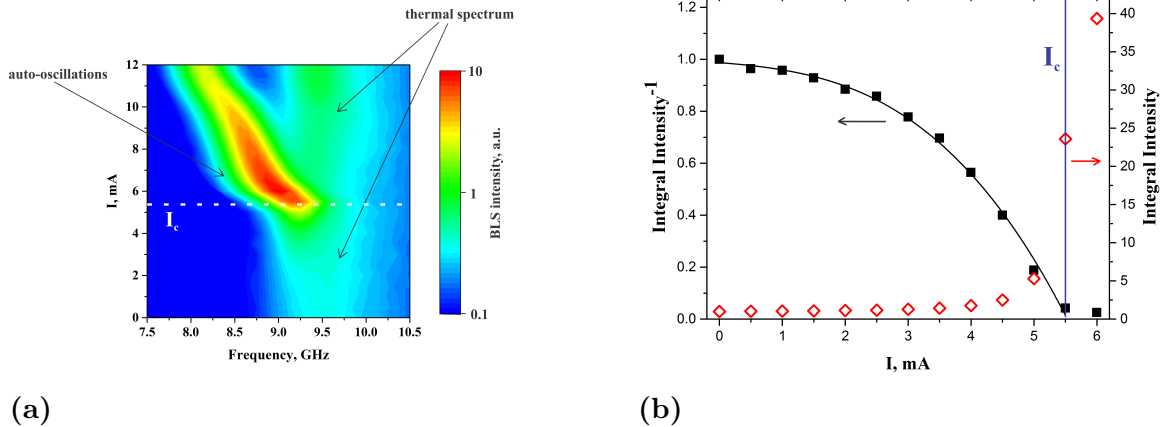 thermal spectrum
auto-oscillations
12
10
8
6
4
2
0
I, mA
I_c
7.5 8.0 8.5 9.0 9.5 10.0 10.5
Frequency, GHz
10
1
0.1
BLS intensity, a.u.
(a)
1.2
1.0
0.8
0.6
0.4
0.2
0.0
Integral Intensity⁻¹
I_c
0 1 2 3 4 5 6
I, mA
40
35
30
25
20
15
10
5
0
Integral Intensity
(b)